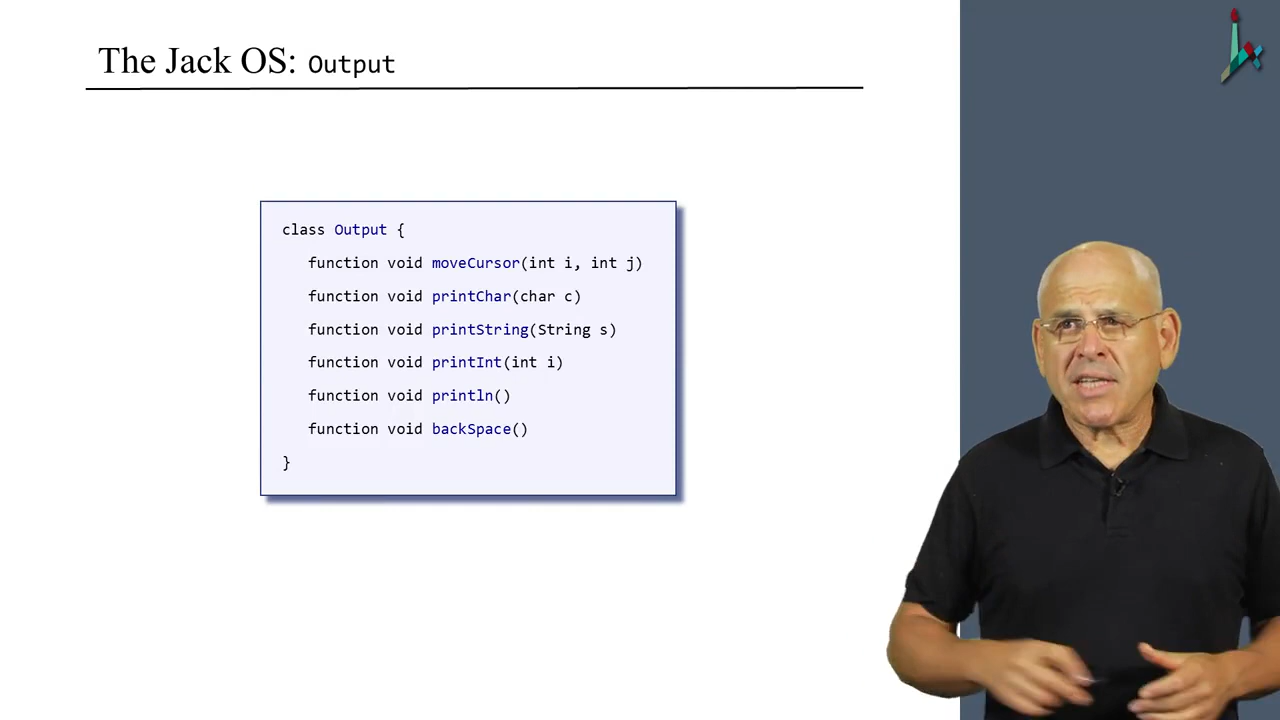 The Jack OS: Output
class Output {
function void moveCursor(int i, int j)
function void printChar(char c)
function void printString(String s)
function void printInt(int i)
function void println()
function void backSpace()
}